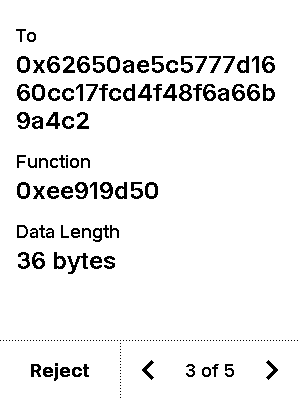 To
0x62650ae5c5777d16
60cc17fcd4f48f6a66b
9a4c2
Function
0xee919d50
Data Length
36 bytes
Reject
3 of 5